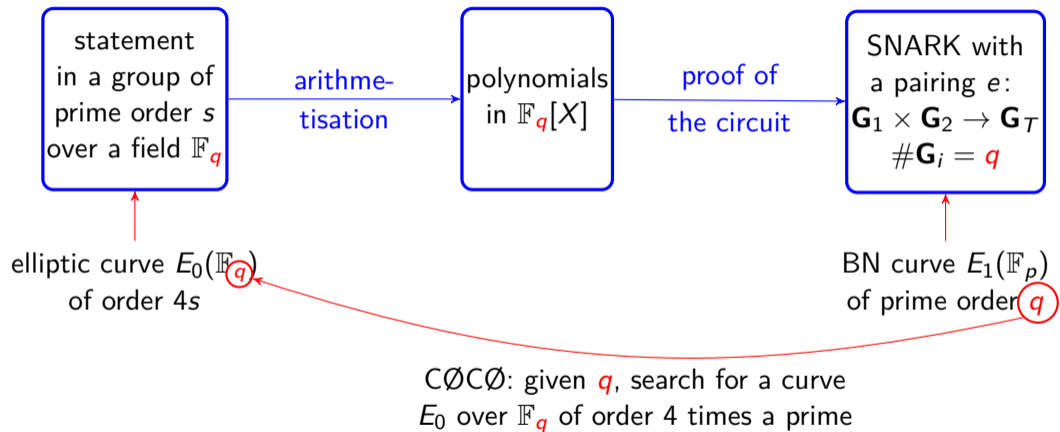 statement
in a group of
prime order s
over a field 𝔽q
arithme-
tisation
polynomials
in 𝔽q[X]
proof of
the circuit
SNARK with
a pairing e:
G1 × G2 → GT
#Gi = q
elliptic curve E0(𝔽q)
of order 4s
BN curve E1(𝔽p)
of prime order q
CØCØ: given q, search for a curve
E0 over 𝔽q of order 4 times a prime